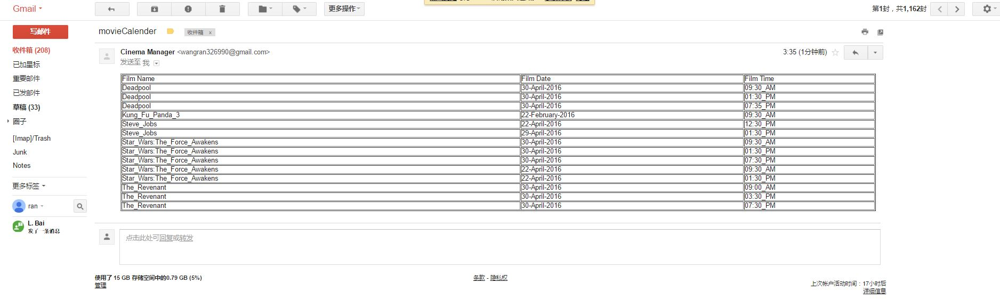 Gmail
更多操作
第1封，共1,162封
写邮件
movieCalender
收件箱 x
收件箱 (208)
已加星标
重要邮件
已发邮件
草稿 (33)
圈子
[Imap]/Trash
Junk
Notes
更多标签
ran
L. Bai
发了一条消息
Cinema Manager <wangran326990@gmail.com>
3:35 (1分钟前)
发送至 我
Film Name Film Date Film Time
Deadpool 30-April-2016 09:30_AM
Deadpool 30-April-2016 01:30_PM
Deadpool 30-April-2016 07:35_PM
Kung_Fu_Panda_3 22-February-2016 09:30_AM
Steve_Jobs 22-April-2016 12:30_PM
Steve_Jobs 29-April-2016 01:30_PM
Star_Wars:The_Force_Awakens 30-April-2016 09:30_AM
Star_Wars:The_Force_Awakens 30-April-2016 01:30_PM
Star_Wars:The_Force_Awakens 30-April-2016 07:30_PM
Star_Wars:The_Force_Awakens 22-April-2016 09:30_AM
Star_Wars:The_Force_Awakens 22-April-2016 01:30_PM
The_Revenant 30-April-2016 09:00_AM
The_Revenant 30-April-2016 03:30_PM
The_Revenant 30-April-2016 07:30_PM
点击此处可回复或转发
使用了 15 GB 存储空间中的0.79 GB (5%)
管理
条款 - 隐私权
上次帐户活动时间：17小时后
详细信息